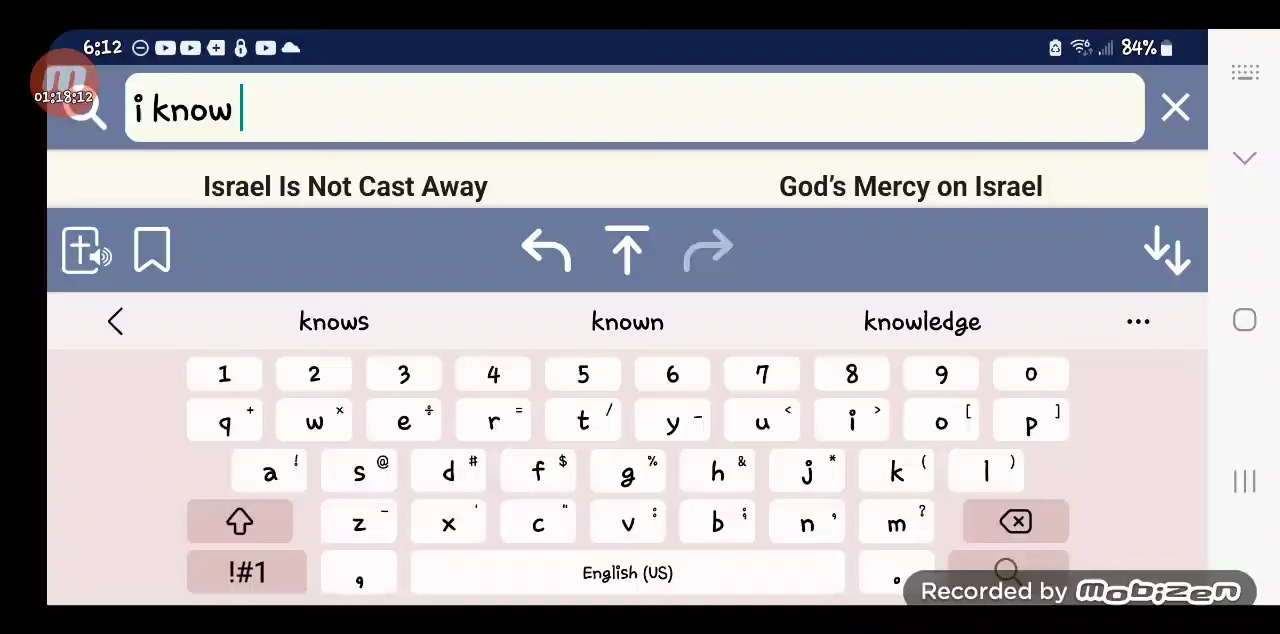 6:12 84%
01:18:12
i know
Israel Is Not Cast Away God's Mercy on Israel
knows known knowledge ...
1 2 3 4 5 6 7 8 9 0
q + w × e ÷ r = t / y - u < i > o [ p ]
a ! s @ d # f $ g % h & j * k ( l )
z - x ' c " v : b ; n , m ?
!#1 , English (US) .
Recorded by mobizen